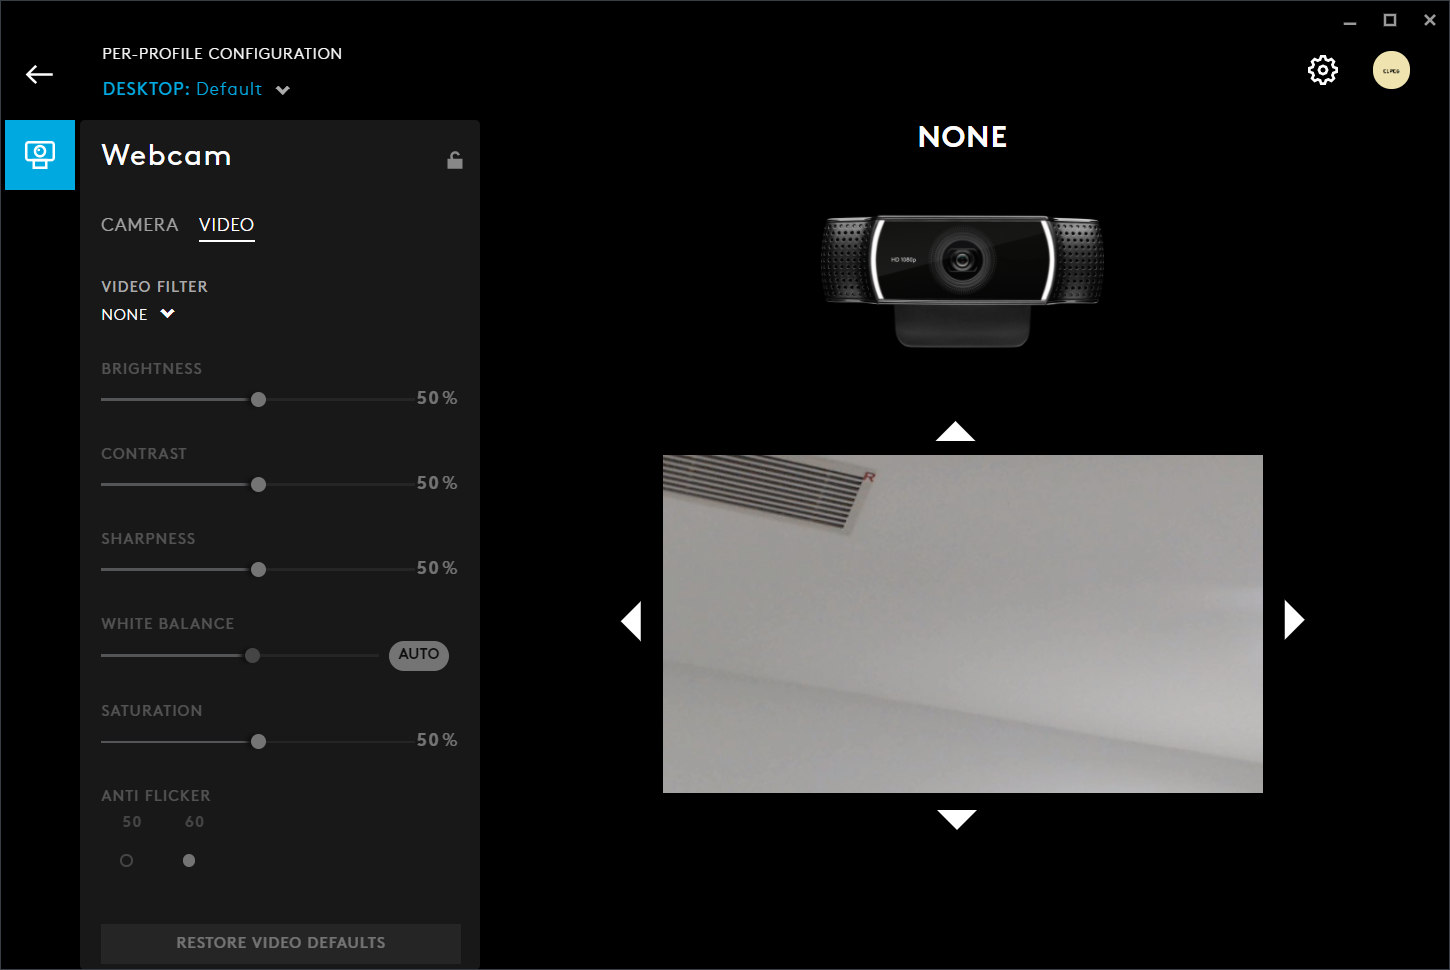 PER-PROFILE CONFIGURATION
DESKTOP: Default
Webcam
CAMERA VIDEO
VIDEO FILTER
NONE
BRIGHTNESS
50 %
CONTRAST
50 %
SHARPNESS
50 %
WHITE BALANCE
AUTO
SATURATION
50 %
ANTI FLICKER
50 60
RESTORE VIDEO DEFAULTS
NONE
HD 1080p
R